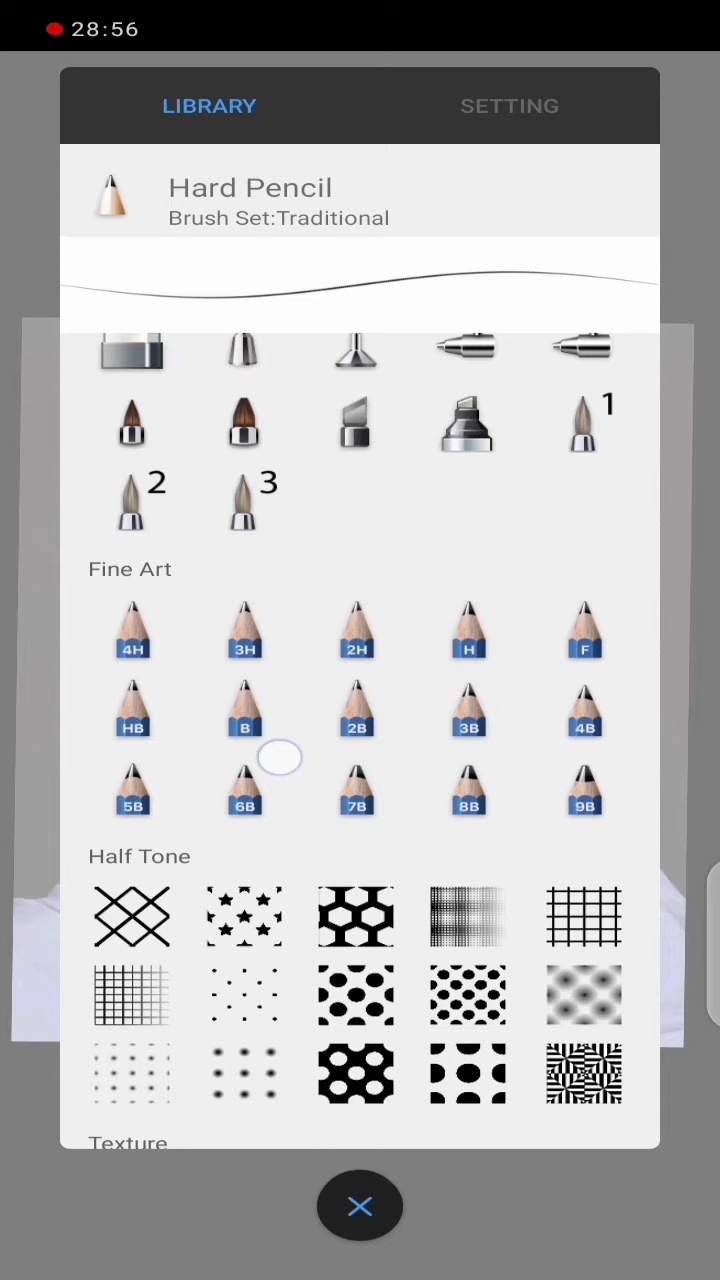 28:56
LIBRARY SETTING
Hard Pencil
Brush Set:Traditional
1
2 3
Fine Art
4H 3H 2H H F
HB B 2B 3B 4B
5B 6B 7B 8B 9B
Half Tone
Texture